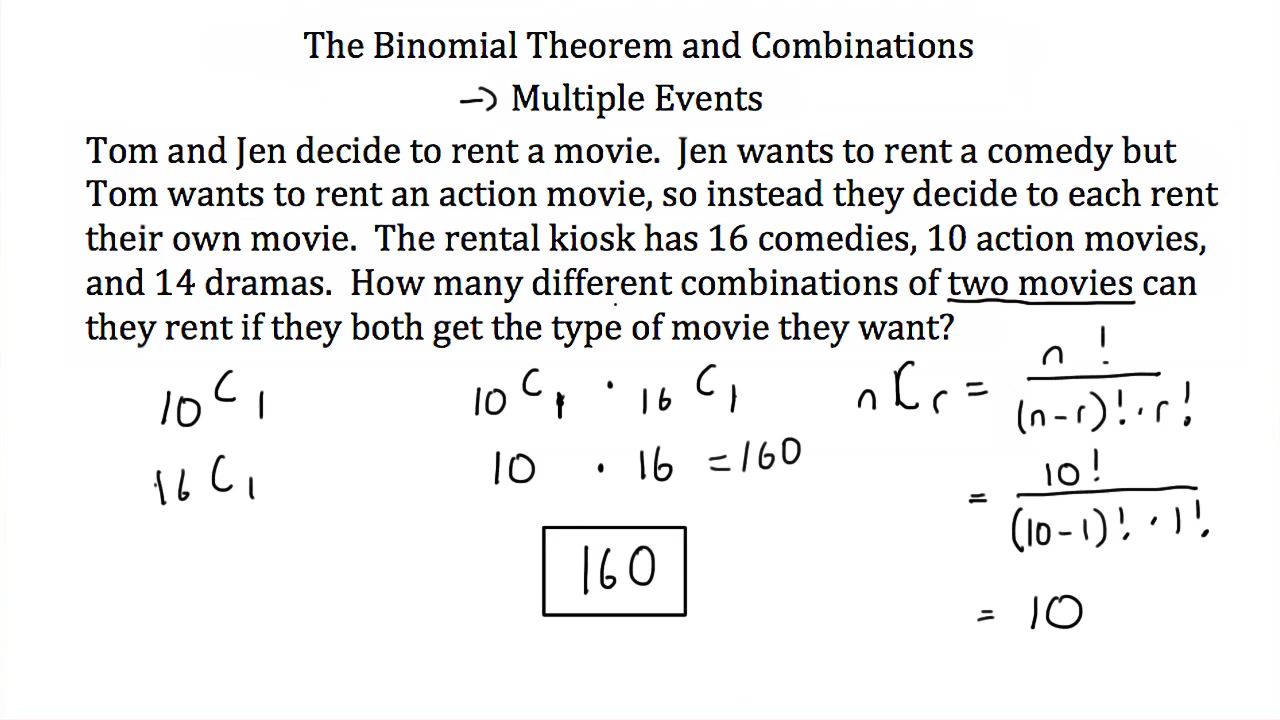 The Binomial Theorem and Combinations
→ Multiple Events
Tom and Jen decide to rent a movie. Jen wants to rent a comedy but
Tom wants to rent an action movie, so instead they decide to each rent
their own movie. The rental kiosk has 16 comedies, 10 action movies,
and 14 dramas. How many different combinations of two movies can
they rent if they both get the type of movie they want?
10C1
16C1
10C1 · 16C1
10 · 16 = 160
160
nCr = n! / (n-r)! · r!
= 10! / (10-1)! · 1!
= 10